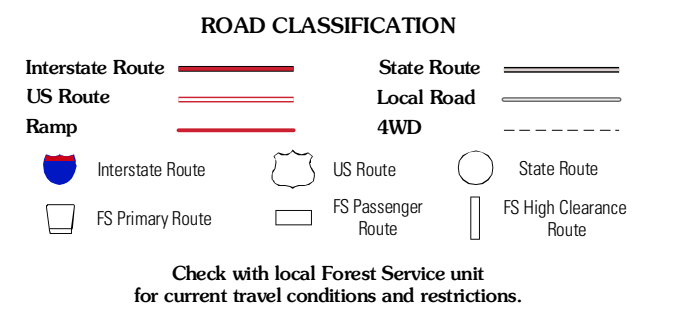 ROAD CLASSIFICATION
Interstate Route
State Route
US Route
Local Road
Ramp
4WD
Interstate Route
US Route
State Route
FS Primary Route
FS Passenger
Route
FS High Clearance
Route
Check with local Forest Service unit
for current travel conditions and restrictions.